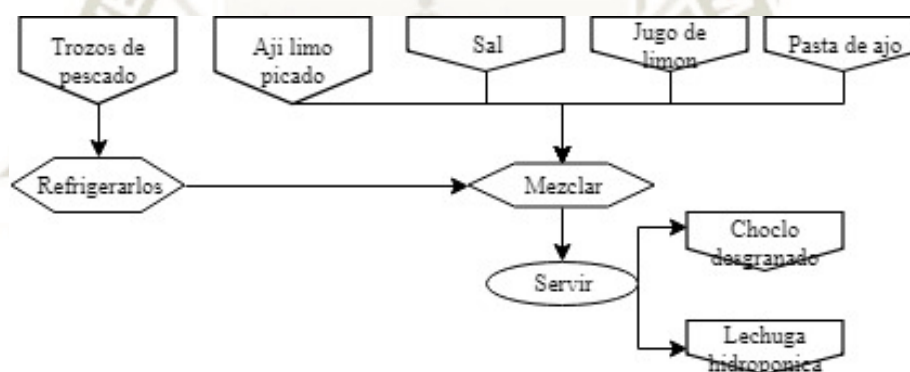 Trozos de
pescado
Aji limo
picado
Sal
Jugo de
limon
Pasta de ajo
Refrigerarlos
Mezclar
Choclo
desgranado
Servir
Lechuga
hidroponica